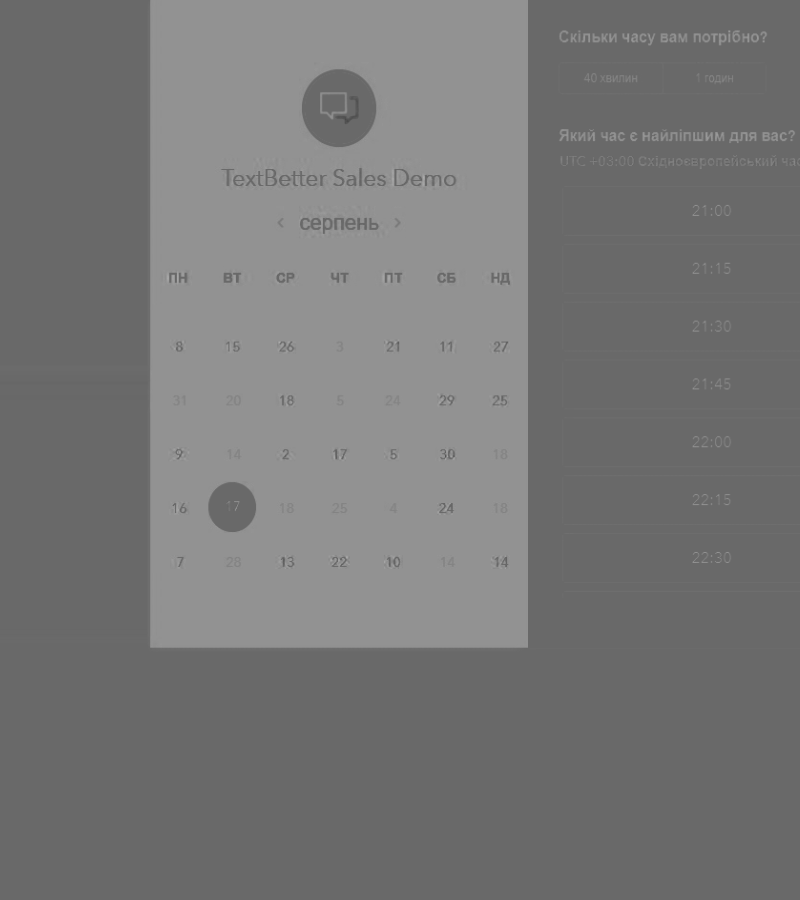 TextBetter Sales Demo
серпень
ПН ВТ СР ЧТ ПТ СБ НД
8 15 26 3 21 11 27
31 20 18 5 24 29 25
9 14 2 17 5 30 18
16 17 18 25 4 24 18
7 28 13 22 10 14 14
Скільки часу вам потрібно?
40 хвилин 1 годин
Який час є найліпшим для вас?
UTC +03:00 Східноєвропейський час
21:00
21:15
21:30
21:45
22:00
22:15
22:30